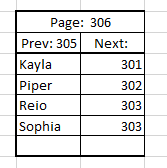 Page: 306
Prev: 305 Next:
Kayla 301
Piper 302
Reio 303
Sophia 303